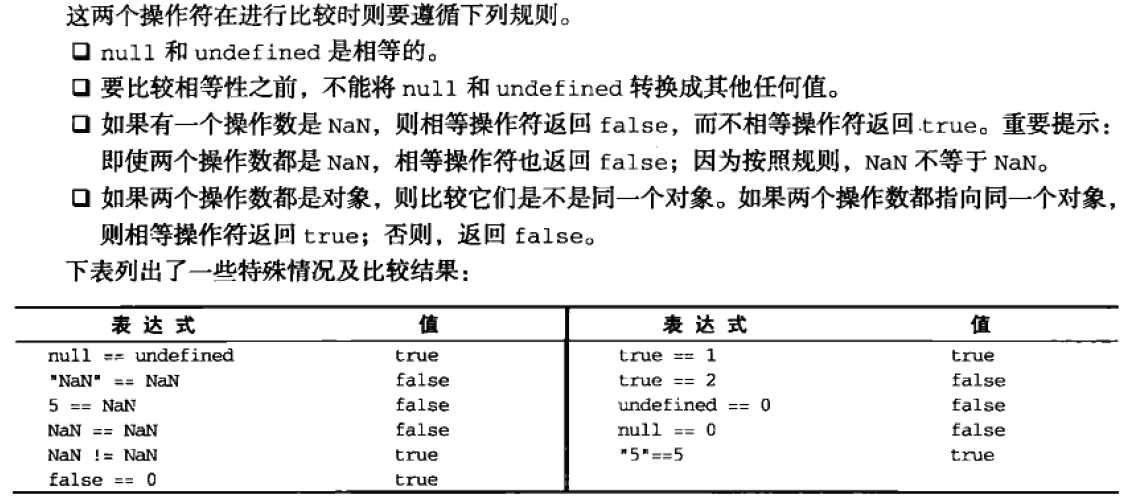 这两个操作符在进行比较时则要遵循下列规则。
❑ null 和 undefined 是相等的。
❑ 要比较相等性之前，不能将 null 和 undefined 转换成其他任何值。
❑ 如果有一个操作数是 NaN，则相等操作符返回 false，而不相等操作符返回 true。重要提示：
即使两个操作数都是 NaN，相等操作符也返回 false；因为按照规则，NaN 不等于 NaN。
❑ 如果两个操作数都是对象，则比较它们是不是同一个对象。如果两个操作数都指向同一个对象，
则相等操作符返回 true；否则，返回 false。
下表列出了一些特殊情况及比较结果：
表 达 式 值 表 达 式 值
null == undefined true true == 1 true
"NaN" == NaN false true == 2 false
5 == NaN false undefined == 0 false
NaN == NaN false null == 0 false
NaN != NaN true "5"==5 true
false == 0 true